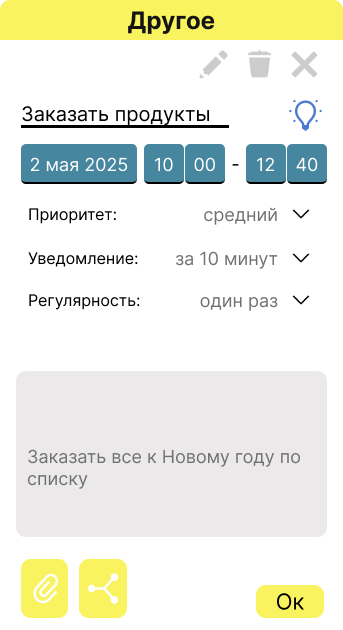 Другое
Заказать продукты
2 мая 2025 10 00 - 12 40
Приоритет: средний
Уведомление: за 10 минут
Регулярность: один раз
Заказать все к Новому году по
списку
Ок